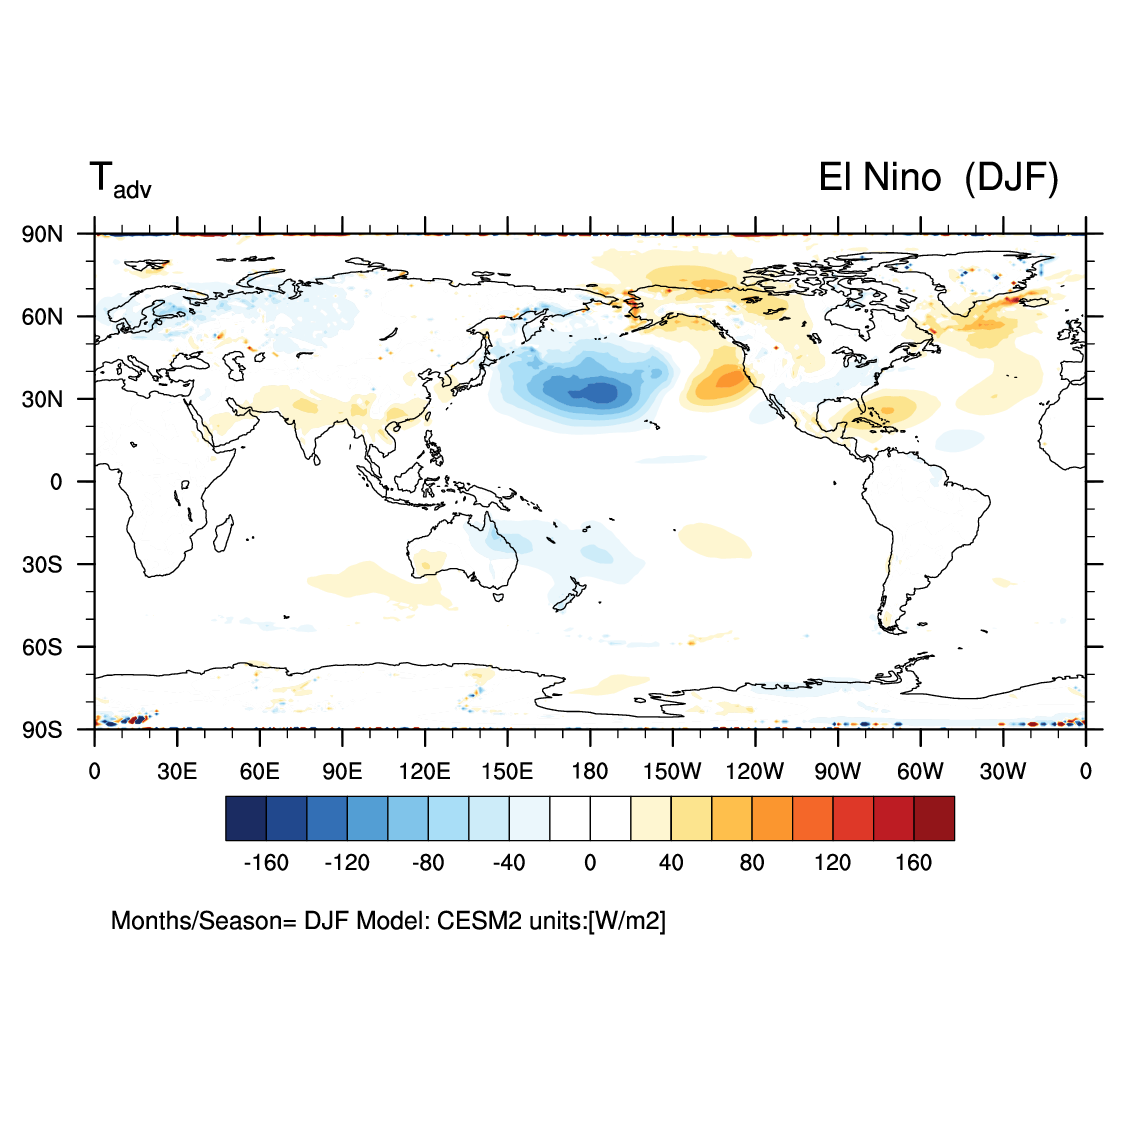 Tadv El Nino (DJF)
90N
60N
30N
0
30S
60S
90S
0 30E 60E 90E 120E 150E 180 150W 120W 90W 60W 30W 0
-160 -120 -80 -40 0 40 80 120 160
Months/Season= DJF Model: CESM2 units:[W/m2]